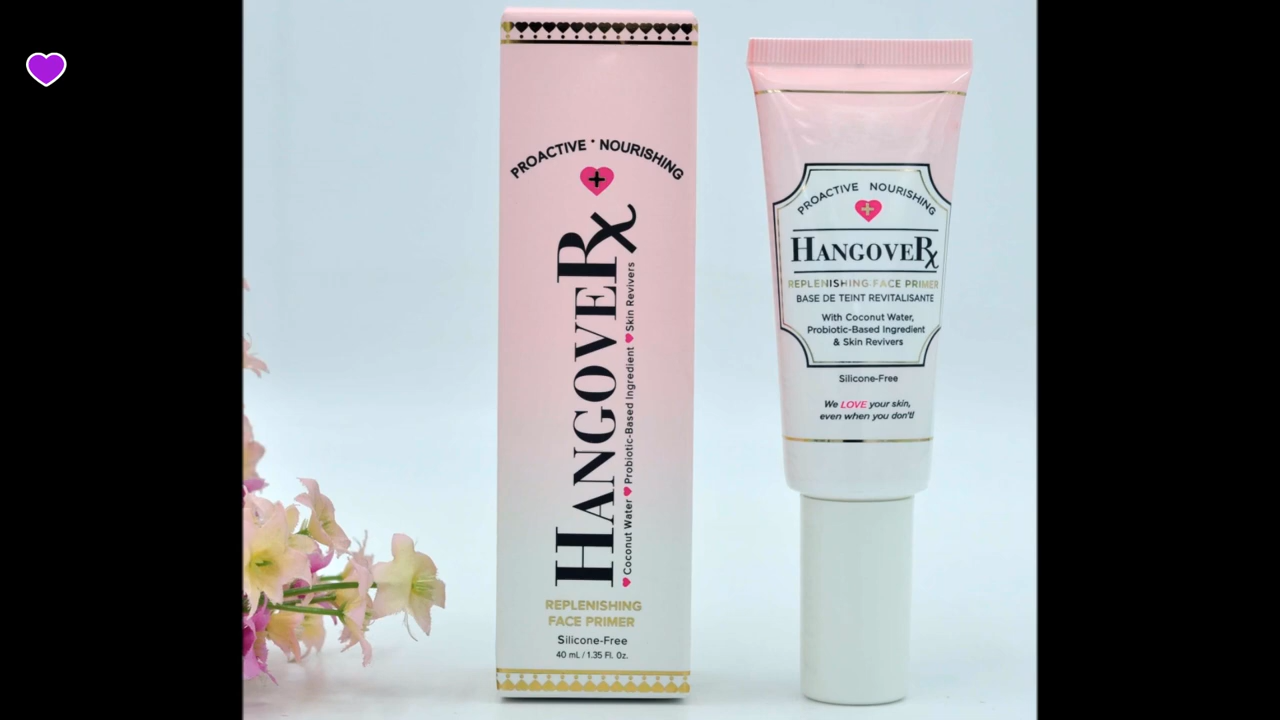 PROACTIVE * NOURISHING
HANGOVERx
Coconut Water Probiotic-Based Ingredient Skin Revivers
REPLENISHING
FACE PRIMER
Silicone-Free
40 mL / 1.35 Fl. Oz.
PROACTIVE NOURISHING
HANGOVERx
REPLENISHING FACE PRIMER
BASE DE TEINT REVITALISANTE
With Coconut Water,
Probiotic-Based Ingredient
& Skin Revivers
Silicone-Free
We LOVE your skin,
even when you don't!